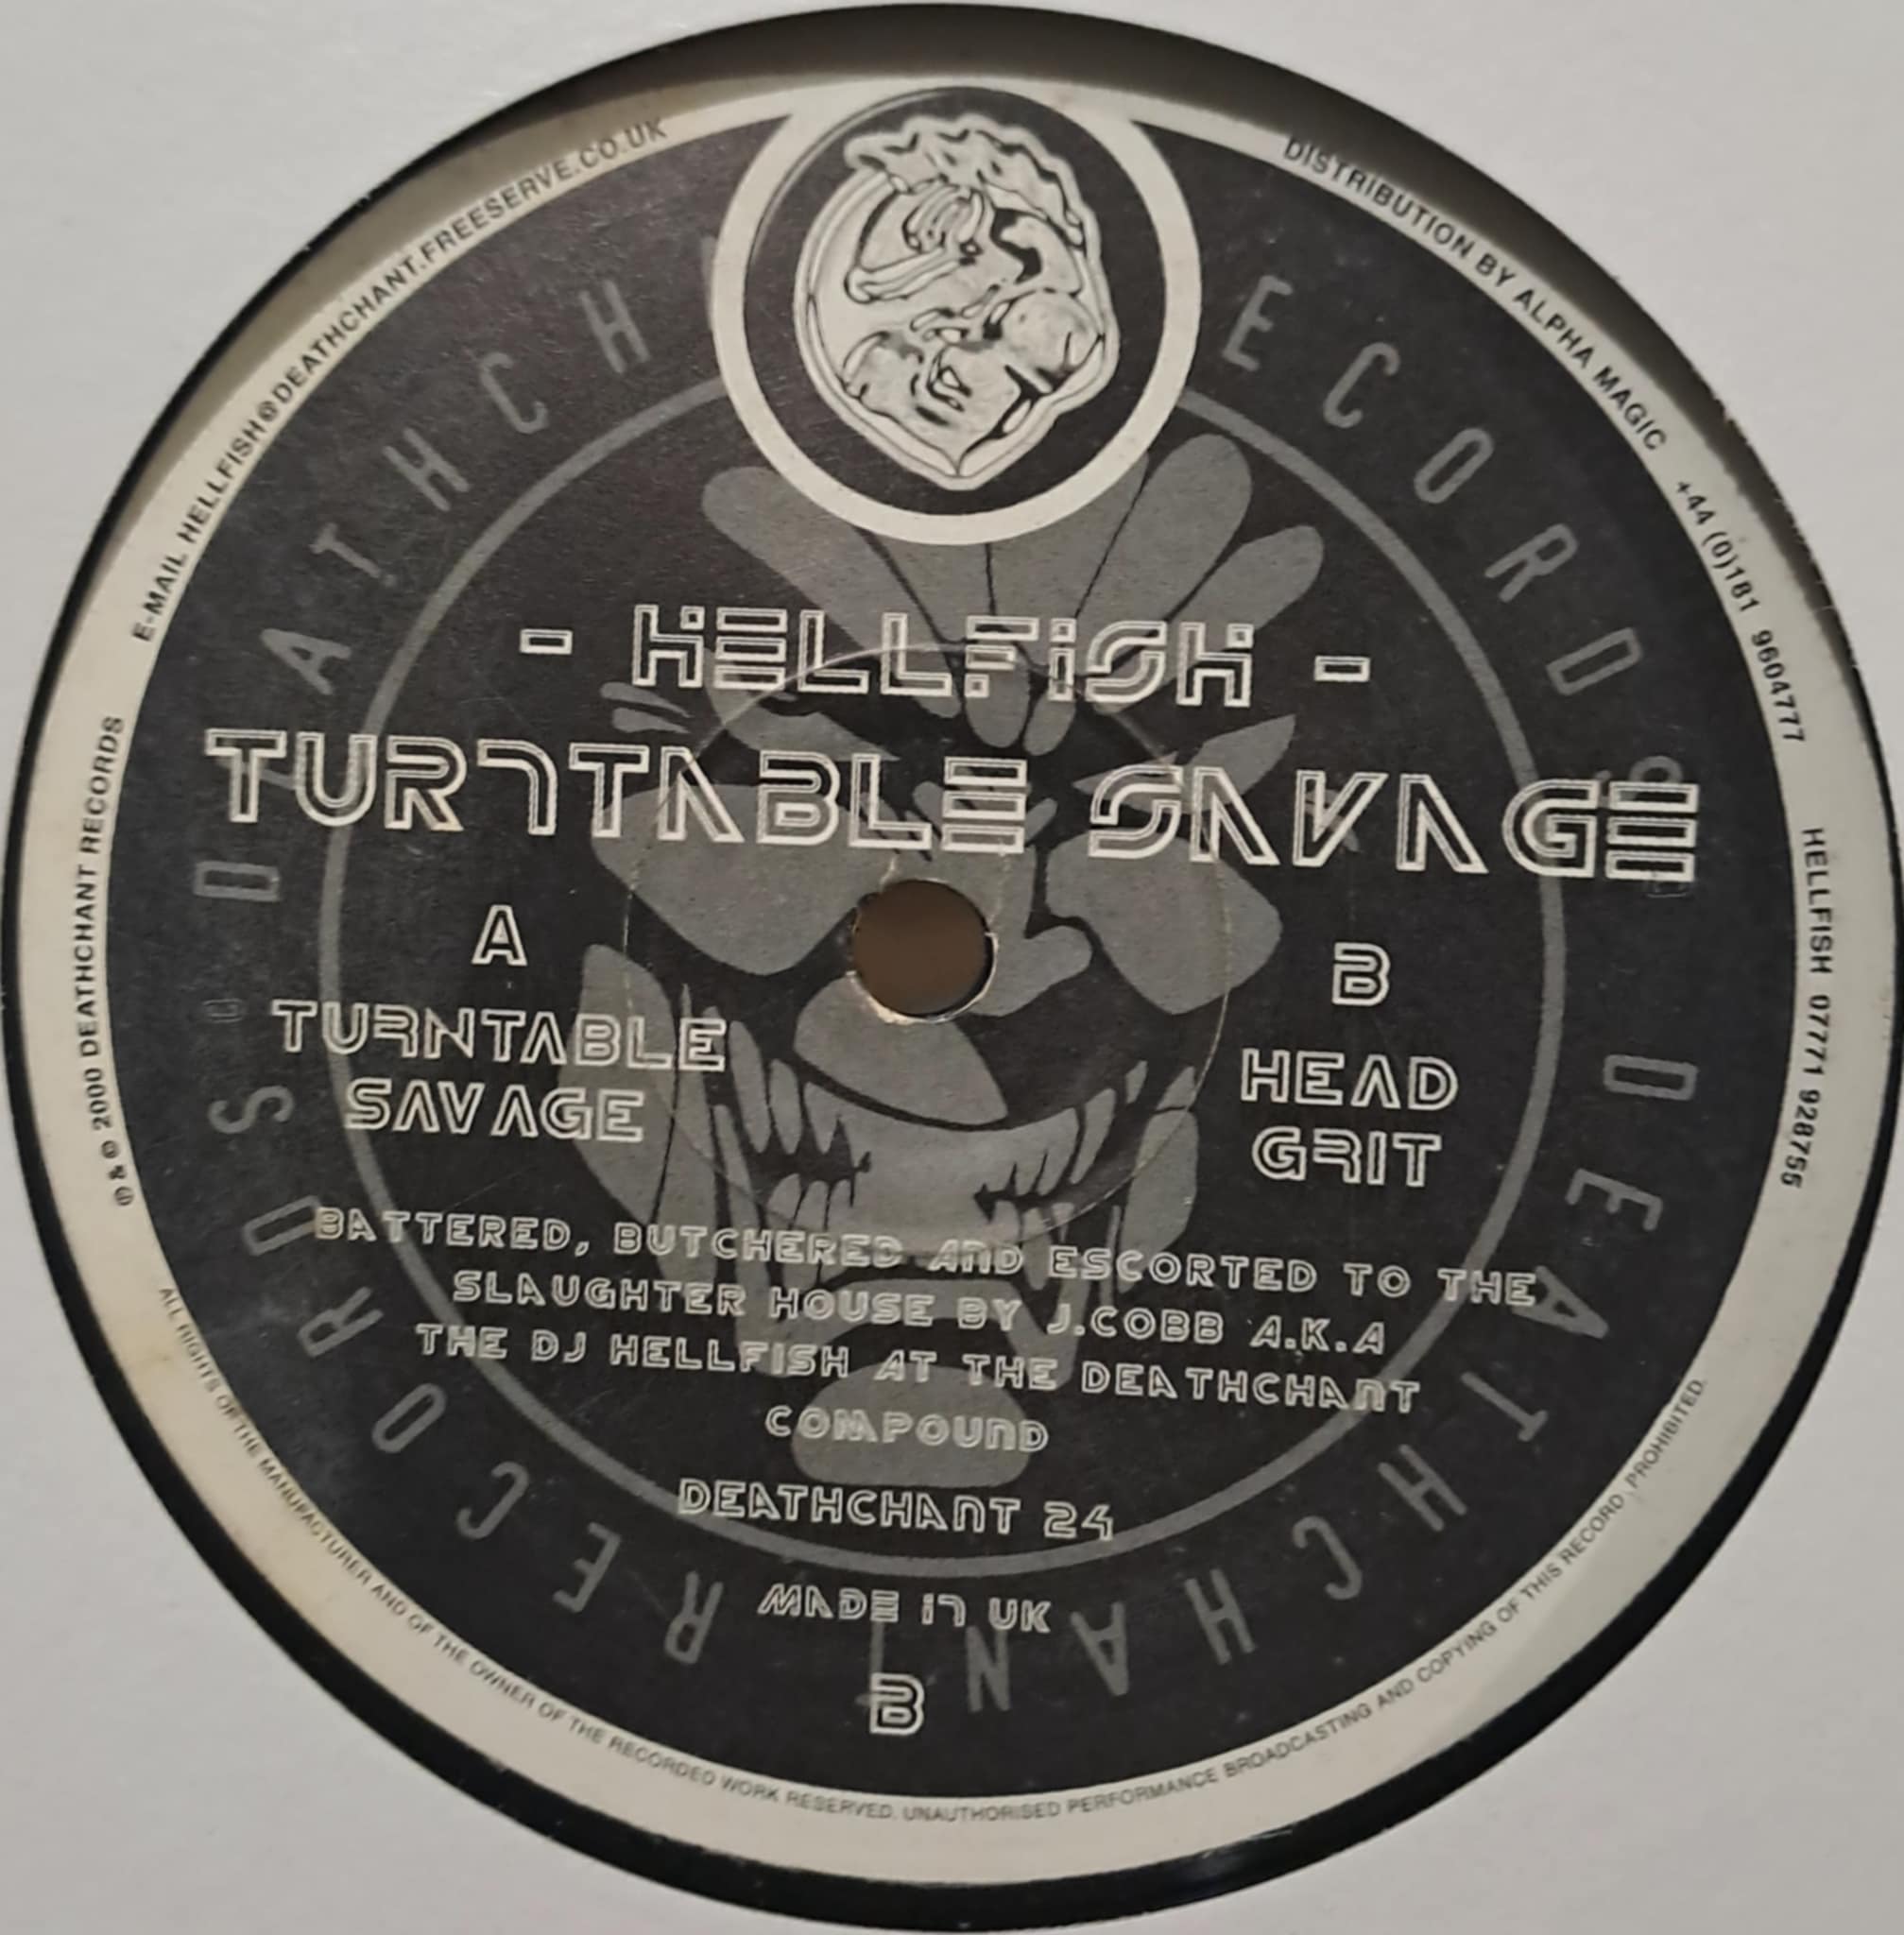 - HELLFISH -
TURNTABLE SAVAGE
A
TURNTABLE
SAVAGE
B
HEAD
GRIT
BATTERED, BUTCHERED AND ESCORTED TO THE
SLAUGHTER HOUSE BY J.COBB A.K.A
THE DJ HELLFISH AT THE DEATHCHANT
COMPOUND
DEATHCHANT 24
MADE IN UK
B
℗ & © 2000 DEATHCHANT RECORDS
E-MAIL HELLFISH@DEATHCHANT.FREESERVE.CO.UK
DISTRIBUTION BY ALPHA MAGIC +44 (0)181 9604777
HELLFISH 07771 928755
ALL RIGHTS OF THE MANUFACTURER AND OF THE OWNER OF THE RECORDED WORK RESERVED. UNAUTHORISED PERFORMANCE BROADCASTING AND COPYING OF THIS RECORD PROHIBITED.
DEATHCH
ECORDS
DEATHCHANT RECORDS